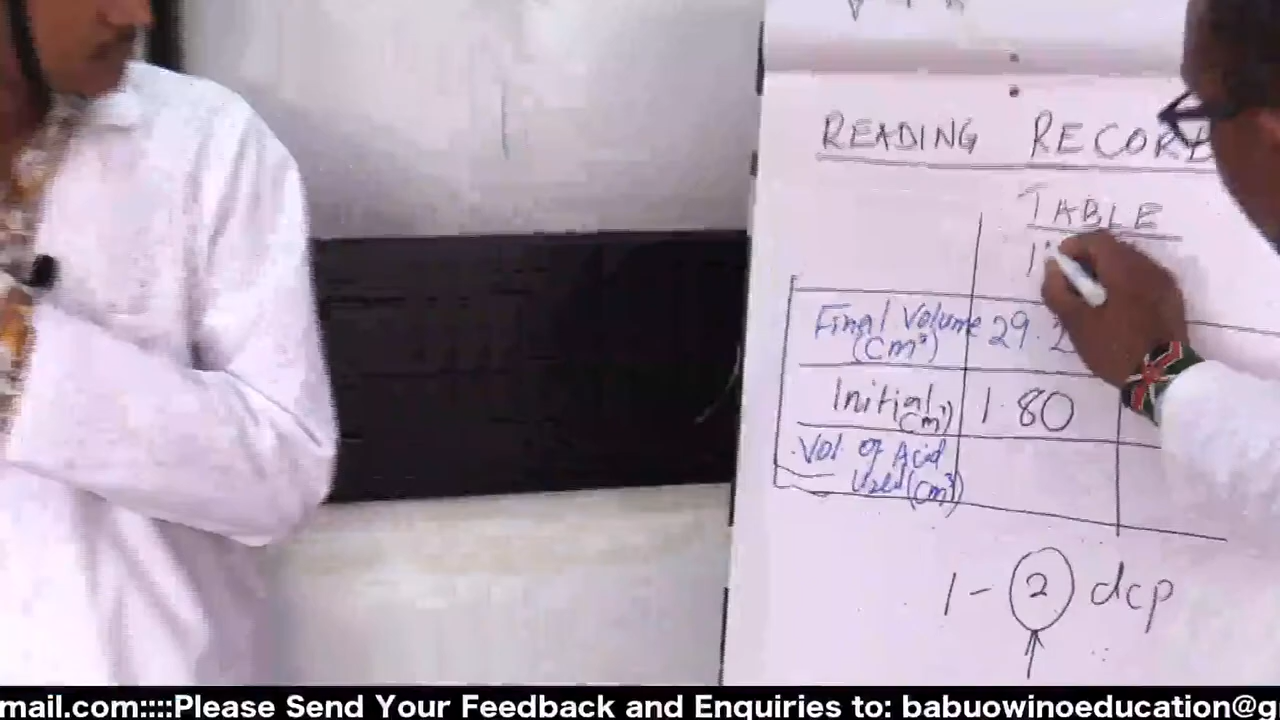 READING RECORD
TABLE
Final Volume 29.2
(Cm³)
Initial (Cm³) 1.80
Vol. of Acid
Used (Cm³)
1 - 2 dcp
mail.com::::Please Send Your Feedback and Enquiries to: babuowinoeducation@g